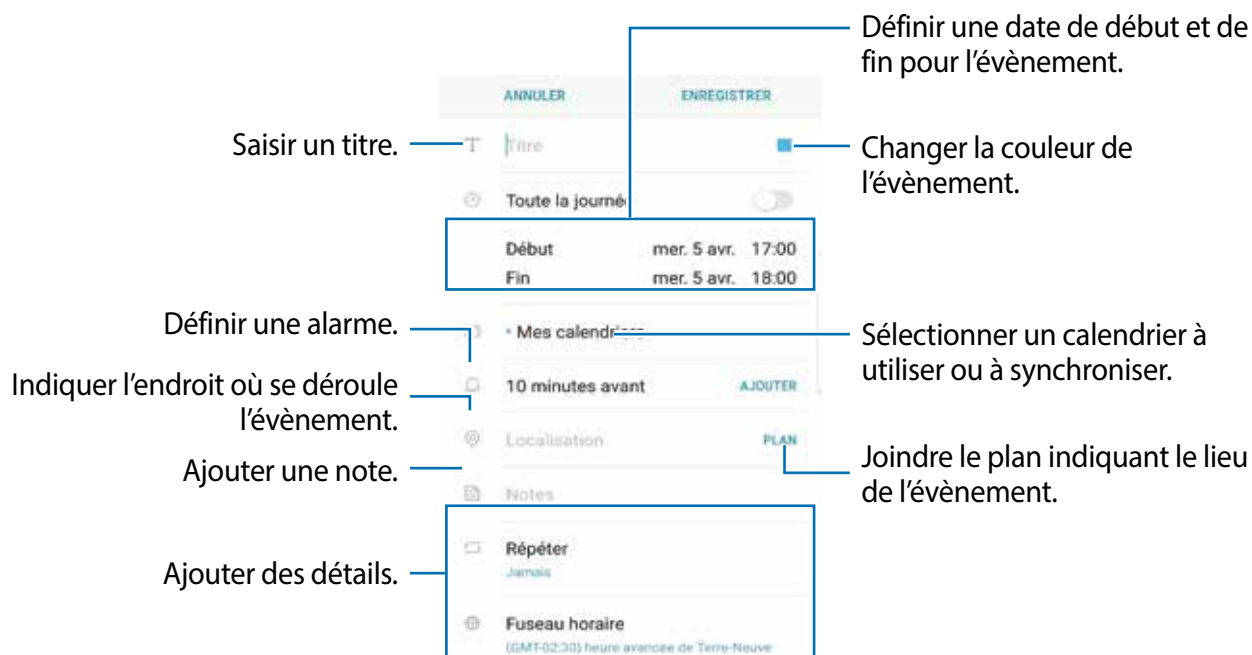 Définir une date de début et de
fin pour l’évènement.
ANNULER
ENREGISTRER
Saisir un titre.
Titre
Changer la couleur de
l’évènement.
Toute la journé
Début mer. 5 avr. 17:00
Fin mer. 5 avr. 18:00
Définir une alarme.
Mes calendriers
Sélectionner un calendrier à
utiliser ou à synchroniser.
Indiquer l’endroit où se déroule
l’évènement.
10 minutes avant AJOUTER
Localisation PLAN
Joindre le plan indiquant le lieu
de l’évènement.
Ajouter une note.
Notes
Ajouter des détails.
Répéter
Jamais
Fuseau horaire
(GMT-02:30) heure avancée de Terre-Neuve